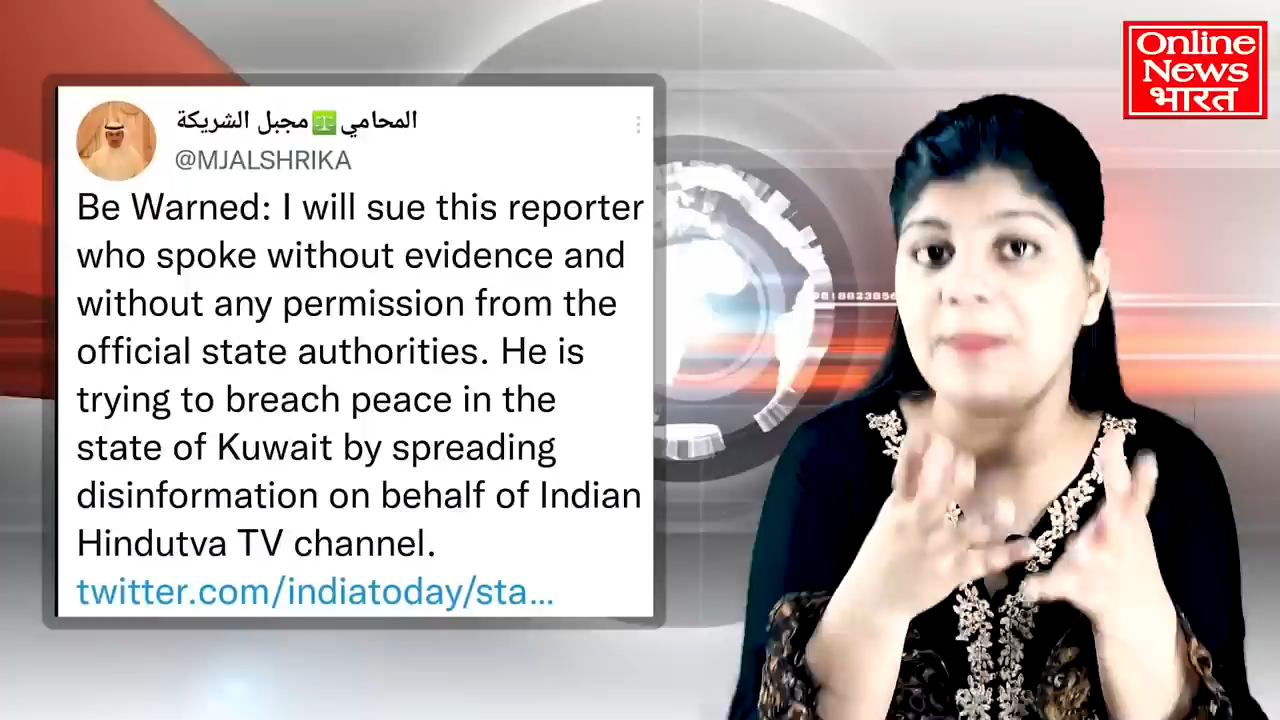 المحامي⚖️مجبل الشريكة
@MJALSHRIKA
Be Warned: I will sue this reporter
who spoke without evidence and
without any permission from the
official state authorities. He is
trying to breach peace in the
state of Kuwait by spreading
disinformation on behalf of Indian
Hindutva TV channel.
twitter.com/indiatoday/sta...
Online
News
भारत